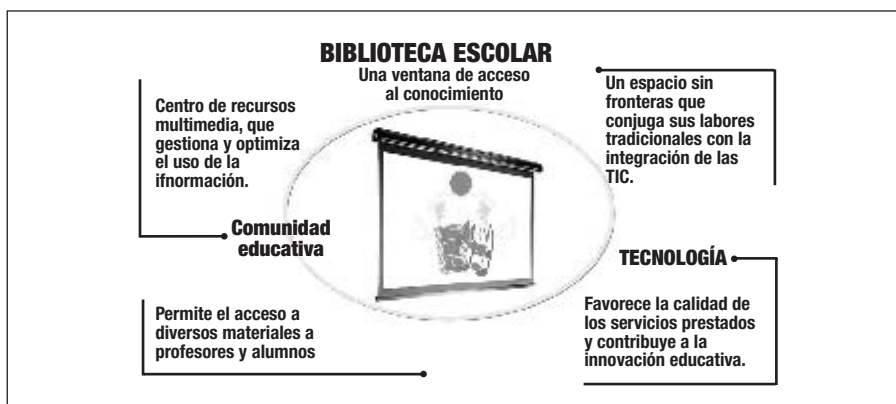 BIBLIOTECA ESCOLAR
Una ventana de acceso
al conocimiento
Centro de recursos
multimedia, que
gestiona y optimiza
el uso de la
ifnormación.
Un espacio sin
fronteras que
conjuga sus labores
tradicionales con la
integración de las
TIC.
Comunidad
educativa
TECNOLOGÍA
Permite el acceso a
diversos materiales a
profesores y alumnos
Favorece la calidad de
los servicios prestados
y contribuye a la
innovación educativa.